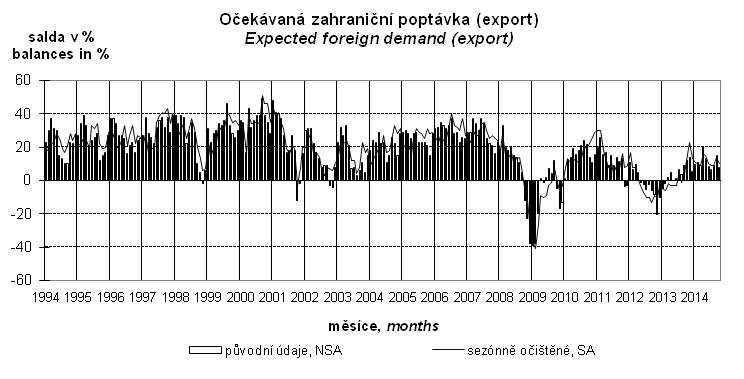 Očekávaná zahraniční poptávka (export)
Expected foreign demand (export)
salda v %
balances in %
60
40
20
0
-20
-40
-60
1994 1995 1996 1997 1998 1999 2000 2001 2002 2003 2004 2005 2006 2007 2008 2009 2010 2011 2012 2013 2014
měsíce, months
původní údaje, NSA
sezónně očištěné, SA